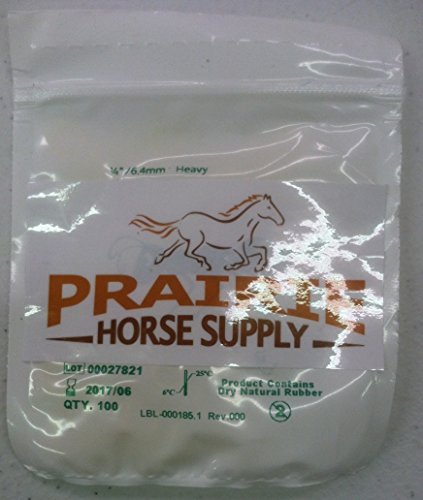 ¼"/6.4mm Heavy
PRAIRIE
HORSE SUPPLY
LOT 00027821
2017/06
QTY. 100
6°C
25°C
Product Contains
Dry Natural Rubber
2
LBL-000185.1 Rev.000